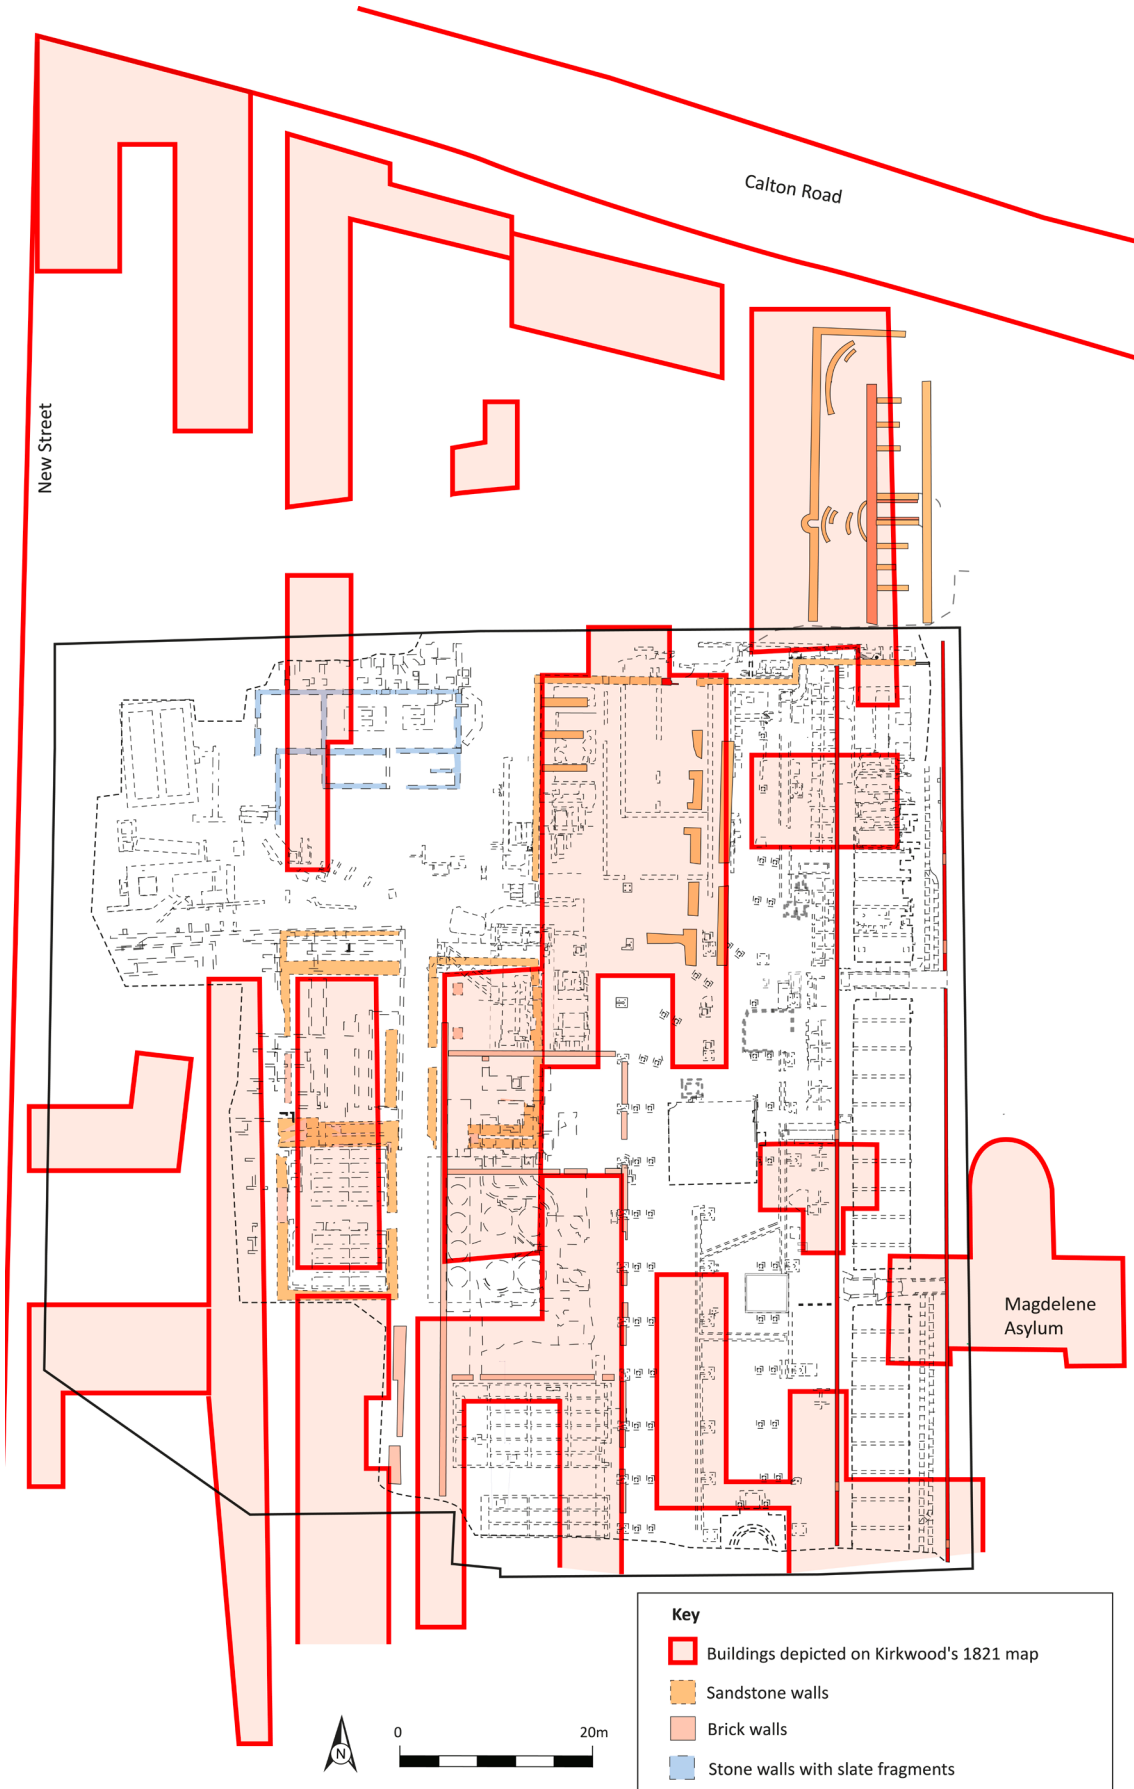 Calton Road
New Street
Magdelene
Asylum
Key
Buildings depicted on Kirkwood's 1821 map
Sandstone walls
Brick walls
Stone walls with slate fragments
0 20m
N